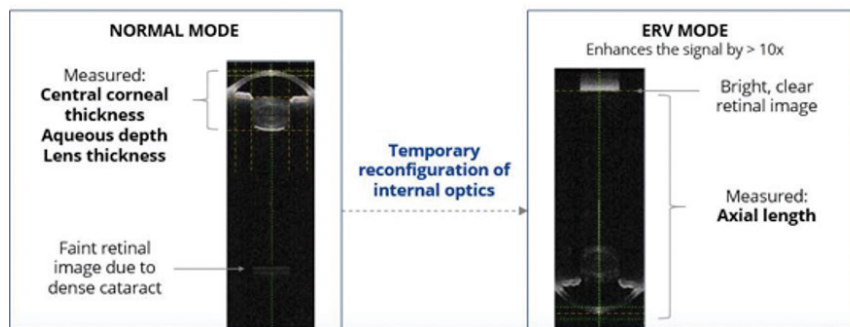 NORMAL MODE
Measured:
Central corneal
thickness
Aqueous depth
Lens thickness
Faint retinal
image due to
dense cataract
Temporary
reconfiguration of
internal optics
ERV MODE
Enhances the signal by > 10x
Bright, clear
retinal image
Measured:
Axial length